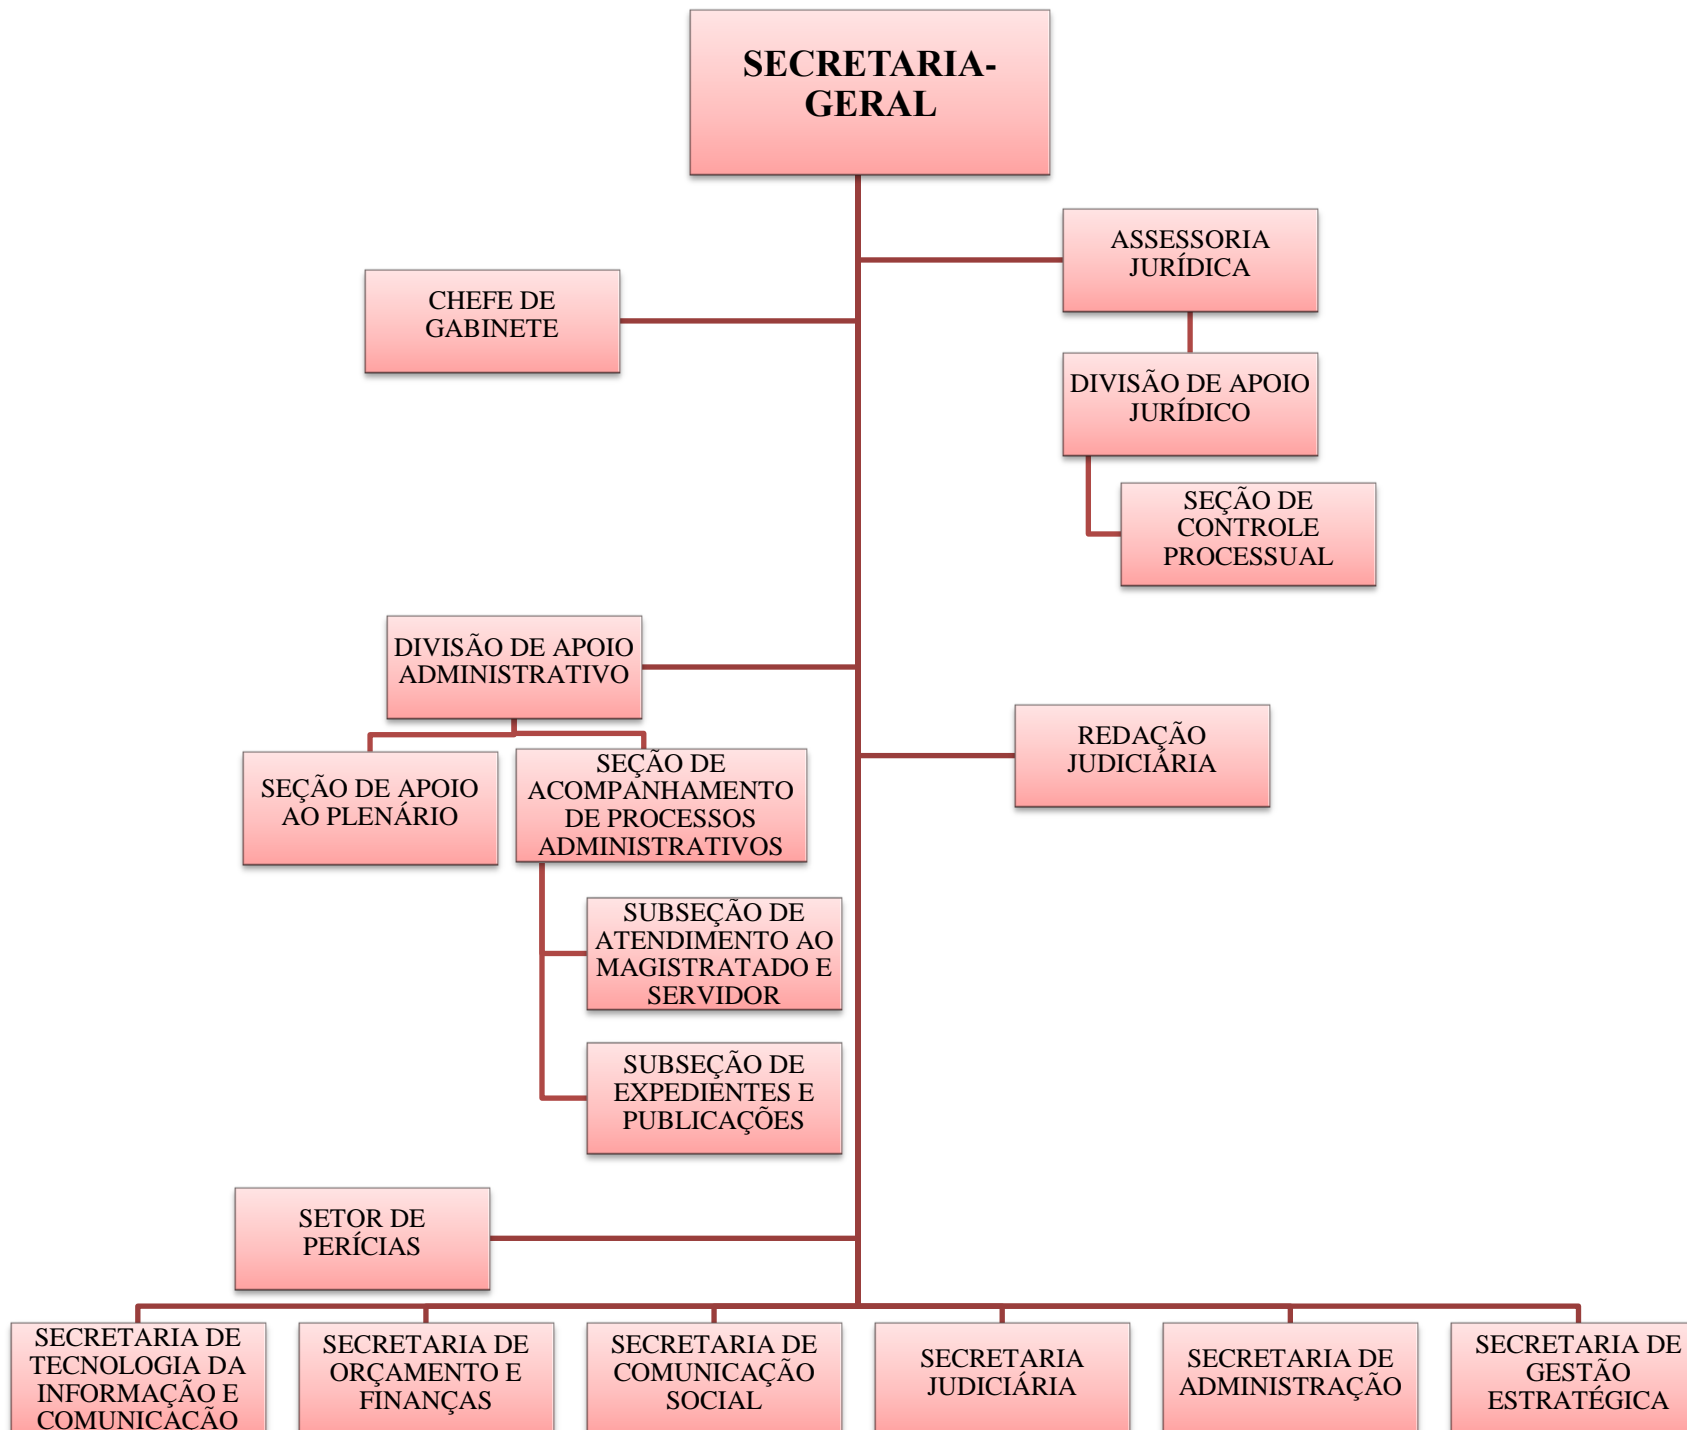 SECRETARIA-
GERAL
ASSESSORIA
JURÍDICA
CHEFE DE
GABINETE
DIVISÃO DE APOIO
JURÍDICO
SEÇÃO DE
CONTROLE
PROCESSUAL
DIVISÃO DE APOIO
ADMINISTRATIVO
REDAÇÃO
JUDICIÁRIA
SEÇÃO DE APOIO
AO PLENÁRIO
SEÇÃO DE
ACOMPANHAMENTO
DE PROCESSOS
ADMINISTRATIVOS
SUBSEÇÃO DE
ATENDIMENTO AO
MAGISTRATADO E
SERVIDOR
SUBSEÇÃO DE
EXPEDIENTES E
PUBLICAÇÕES
SETOR DE
PERÍCIAS
SECRETARIA DE
TECNOLOGIA DA
INFORMAÇÃO E
COMUNICAÇÃO
SECRETARIA DE
ORÇAMENTO E
FINANÇAS
SECRETARIA DE
COMUNICAÇÃO
SOCIAL
SECRETARIA
JUDICIÁRIA
SECRETARIA DE
ADMINISTRAÇÃO
SECRETARIA DE
GESTÃO
ESTRATÉGICA